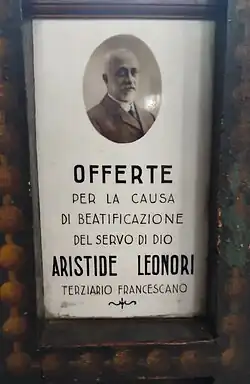 OFFERTE
PER LA CAUSA
DI BEATIFICAZIONE
DEL SERVO DI DIO
ARISTIDE LEONORI
TERZIARIO FRANCESCANO